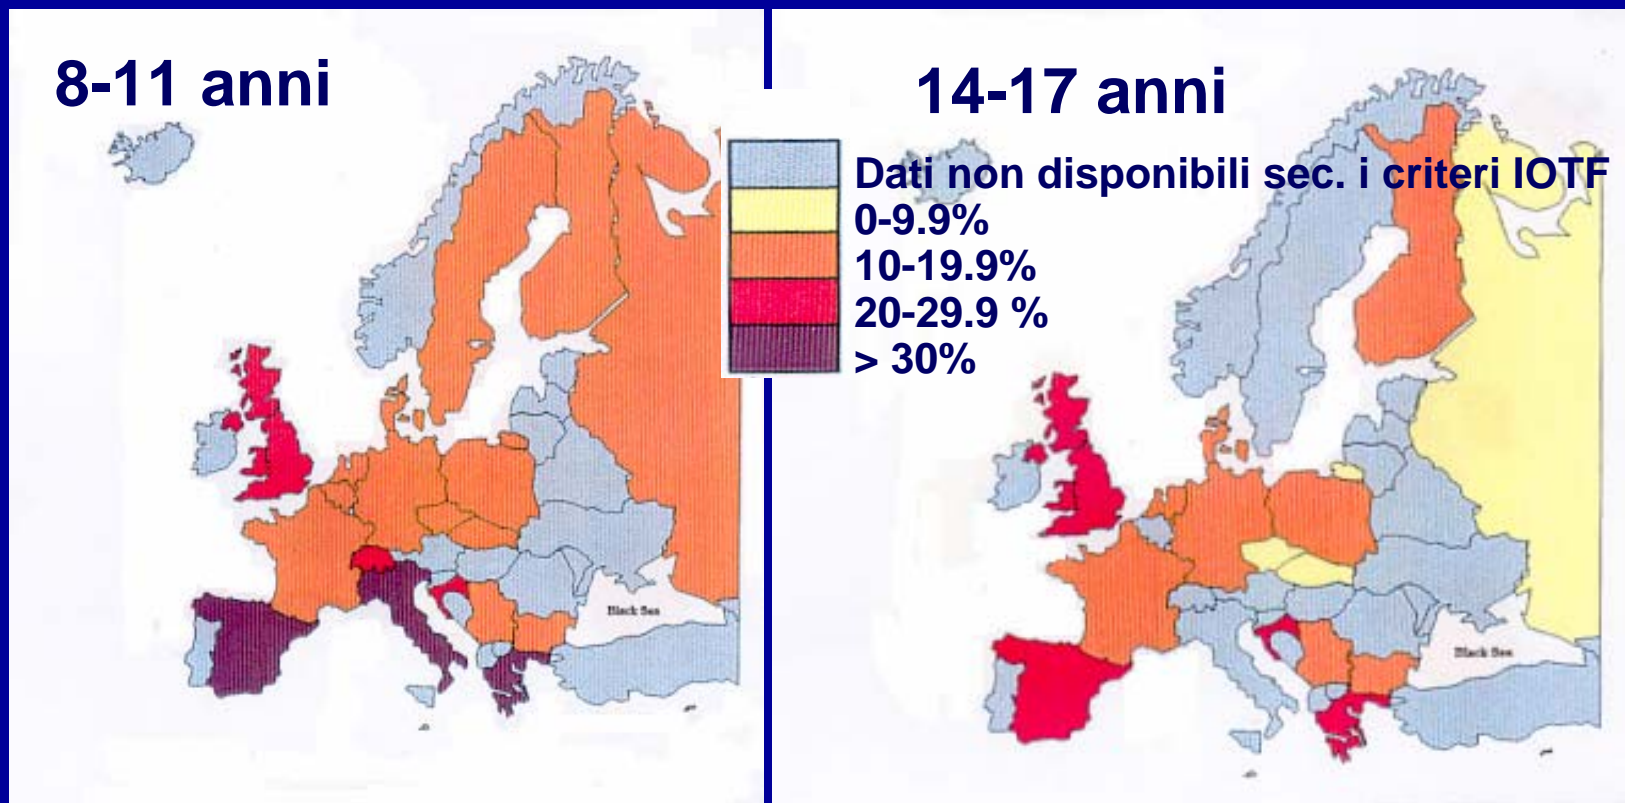 8-11 anni
14-17 anni
Dati non disponibili sec. i criteri IOTF
0-9.9%
10-19.9%
20-29.9 %
> 30%
Black Sea
Black Sea